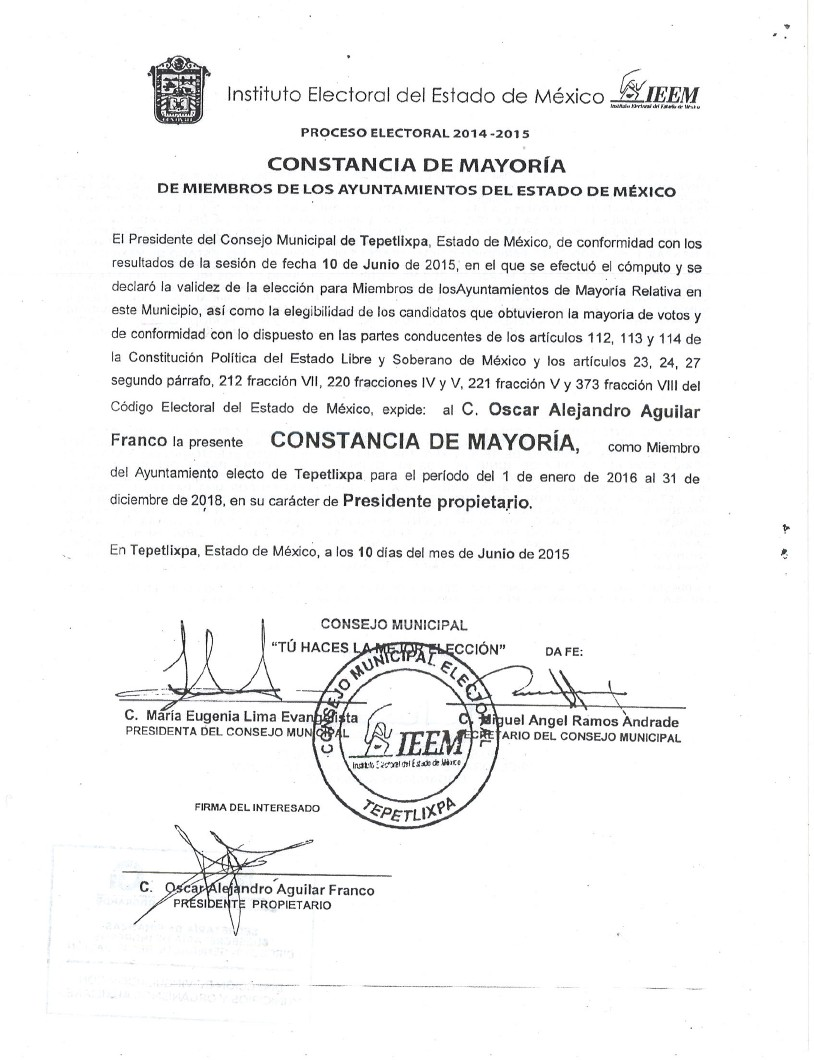 Instituto Electoral del Estado de México IEEM
Instituto Electoral del Estado de México
PROCESO ELECTORAL 2014-2015
CONSTANCIA DE MAYORÍA
DE MIEMBROS DE LOS AYUNTAMIENTOS DEL ESTADO DE MÉXICO
El Presidente del Consejo Municipal de Tepetlixpa, Estado de México, de conformidad con los
resultados de la sesión de fecha 10 de Junio de 2015, en el que se efectuó el cómputo y se
declaró la validez de la elección para Miembros de losAyuntamientos de Mayoría Relativa en
este Municipio, así como la elegibilidad de los candidatos que obtuvieron la mayoría de votos y
de conformidad con lo dispuesto en las partes conducentes de los artículos 112, 113 y 114 de
la Constitución Política del Estado Libre y Soberano de México y los artículos 23, 24, 27
segundo párrafo, 212 fracción VII, 220 fracciones IV y V, 221 fracción V y 373 fracción VIII del
Código Electoral del Estado de México, expide: al C. Oscar Alejandro Aguilar
Franco la presente CONSTANCIA DE MAYORÍA, como Miembro
del Ayuntamiento electo de Tepetlixpa para el período del 1 de enero de 2016 al 31 de
diciembre de 2018, en su carácter de Presidente propietario.
En Tepetlixpa, Estado de México, a los 10 días del mes de Junio de 2015
CONSEJO MUNICIPAL
"TÚ HACES LA MEJOR ELECCIÓN" DA FE:
C. María Eugenia Lima Evangelista C. Miguel Angel Ramos Andrade
PRESIDENTA DEL CONSEJO MUNICIPAL SECRETARIO DEL CONSEJO MUNICIPAL
CONSEJO MUNICIPAL ELECTORAL
IEEM
Instituto Electoral del Estado de México
TEPETLIXPA
FIRMA DEL INTERESADO
C. Oscar Alejandro Aguilar Franco
PRESIDENTE PROPIETARIO